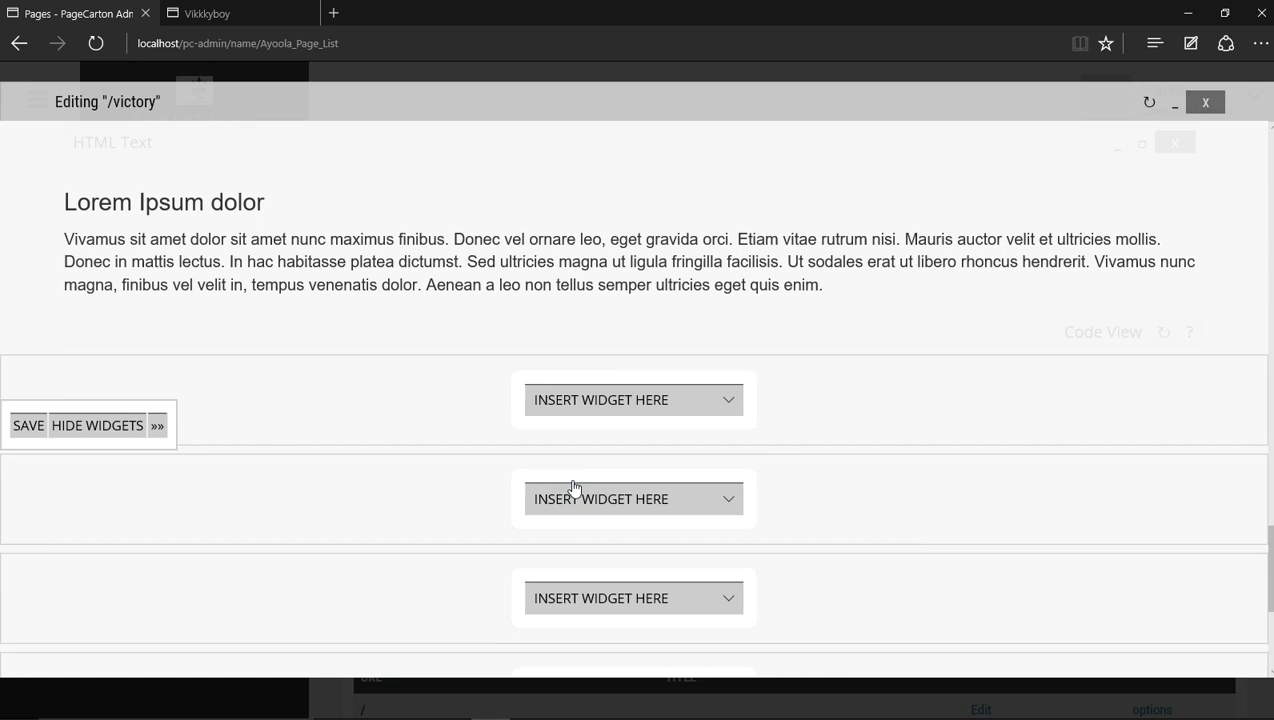 Pages - PageCarton Adn
Vikkkyboy
localhost/pc-admin/name/Ayoola_Page_List
Editing "/victory"
X
HTML Text
X
Lorem Ipsum dolor
Vivamus sit amet dolor sit amet nunc maximus finibus. Donec vel ornare leo, eget gravida orci. Etiam vitae rutrum nisi. Mauris auctor velit et ultricies mollis.
Donec in mattis lectus. In hac habitasse platea dictumst. Sed ultricies magna ut ligula fringilla facilisis. Ut sodales erat ut libero rhoncus hendrerit. Vivamus nunc
magna, finibus vel velit in, tempus venenatis dolor. Aenean a leo non tellus semper ultricies eget quis enim.
Code View ?
INSERT WIDGET HERE
SAVE HIDE WIDGETS »»
INSERT WIDGET HERE
INSERT WIDGET HERE
URL TITLE
/ Edit options